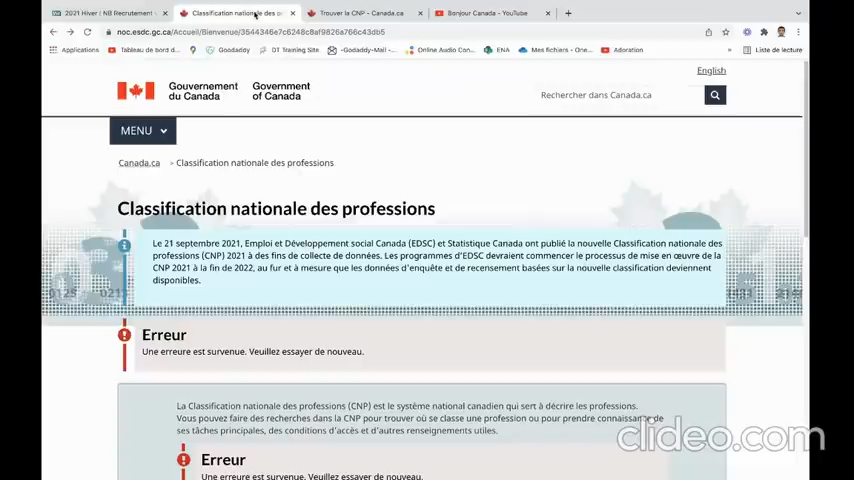 2021 Hiver | NB Recrutement
Classification nationale des p
Trouver la CNP - Canada.ca
Bonjour Canada - YouTube
noc.esdc.gc.ca/Accueil/Bienvenue/3544346e7c6248c8af9826a766c43db5
Applications
Tableau de bord d...
Goodaddy
DT Training Site
-Godaddy-Mail-...
Online Audio Con...
ENA
Mes fichiers - One...
Adoration
Liste de lecture
English
Gouvernement du Canada
Government of Canada
Rechercher dans Canada.ca
MENU
Canada.ca > Classification nationale des professions
Classification nationale des professions
Le 21 septembre 2021, Emploi et Développement social Canada (EDSC) et Statistique Canada ont publié la nouvelle Classification nationale des
professions (CNP) 2021 à des fins de collecte de données. Les programmes d'EDSC devraient commencer le processus de mise en œuvre de la
CNP 2021 à la fin de 2022, au fur et à mesure que les données d'enquête et de recensement basées sur la nouvelle classification deviennent
disponibles.
Erreur
Une erreure est survenue. Veuillez essayer de nouveau.
La Classification nationale des professions (CNP) est le système national canadien qui sert à décrire les professions.
Vous pouvez faire des recherches dans la CNP pour trouver où se classe une profession ou pour prendre connaissance de
ses tâches principales, des conditions d'accès et d'autres renseignements utiles.
Erreur
Une erreure est survenue. Veuillez essayer de nouveau.
clideo.com